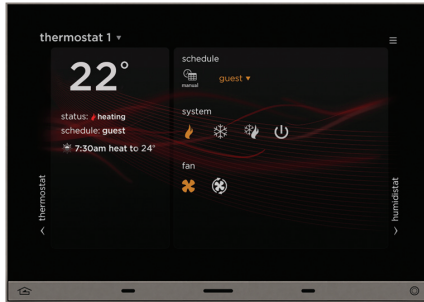 thermostat 1
22°
status: heating
schedule: guest
7:30am heat to 24°
schedule
manual
guest
system
fan
thermostat
humidistat